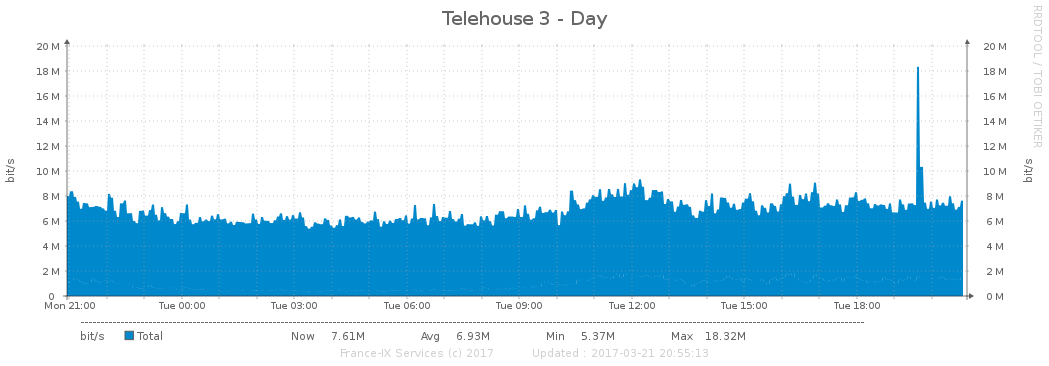 Telehouse 3 - Day
RRDTOOL / TOBI OETIKER
bit/s
bit/s
20 M 20 M
18 M 18 M
16 M 16 M
14 M 14 M
12 M 12 M
10 M 10 M
8 M 8 M
6 M 6 M
4 M 4 M
2 M 2 M
0 0 M
Mon 21:00 Tue 00:00 Tue 03:00 Tue 06:00 Tue 09:00 Tue 12:00 Tue 15:00 Tue 18:00
bit/s Total Now 7.61M Avg 6.93M Min 5.37M Max 18.32M
France-IX Services (c) 2017 Updated : 2017-03-21 20:55:13